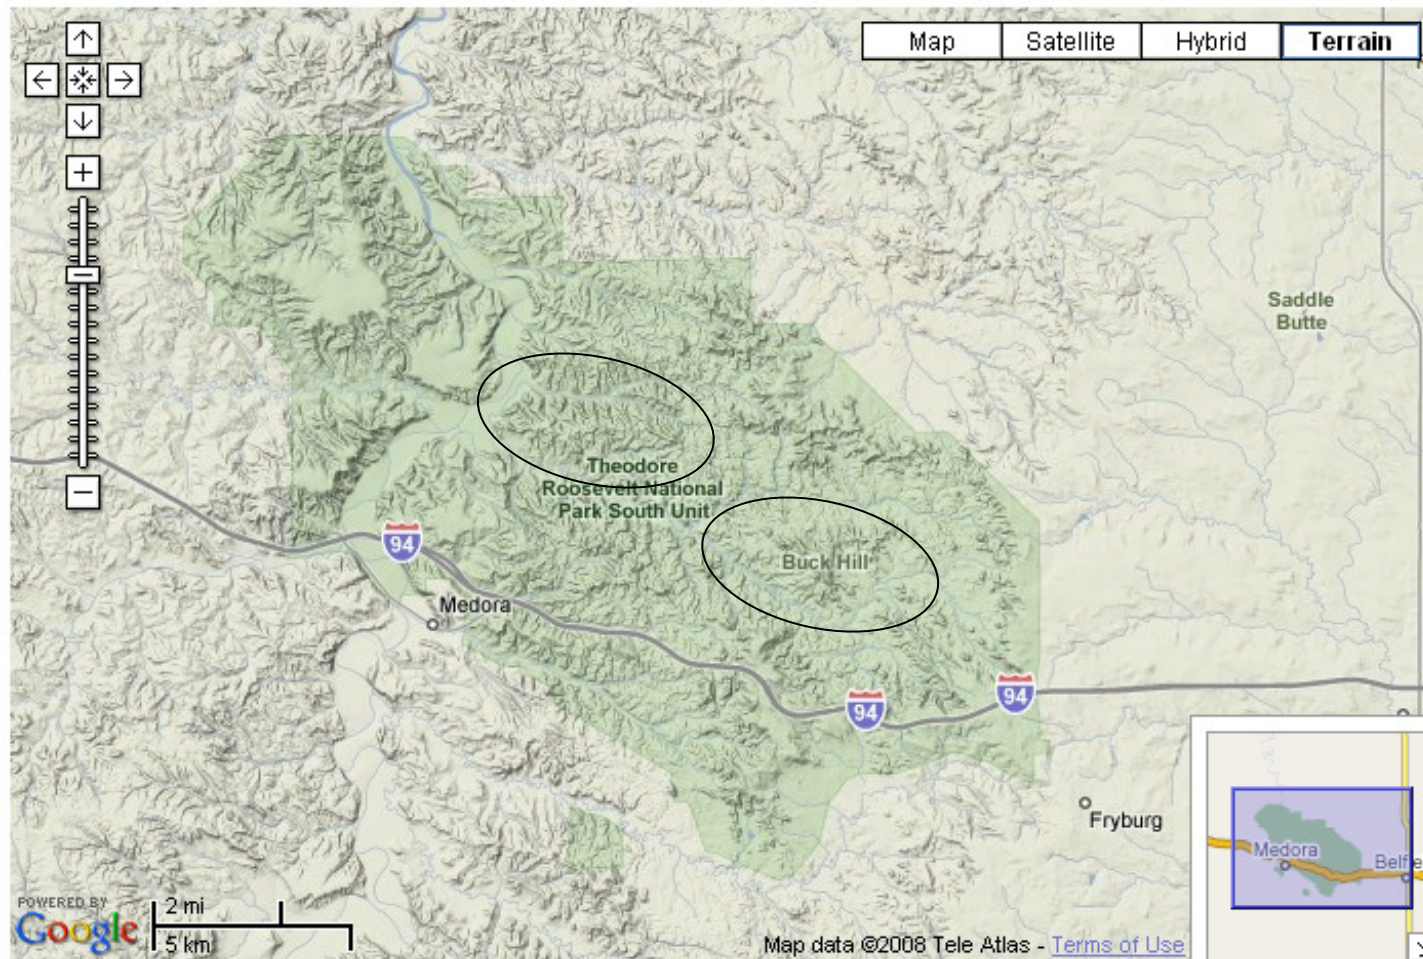 Map Satellite Hybrid Terrain
Saddle
Butte
Theodore
Roosevelt National
Park South Unit
Buck Hill
94
Medora
94
94
Fryburg
Medora
POWERED BY
Google
2 mi
5 km
Map data ©2008 Tele Atlas - Terms of Use